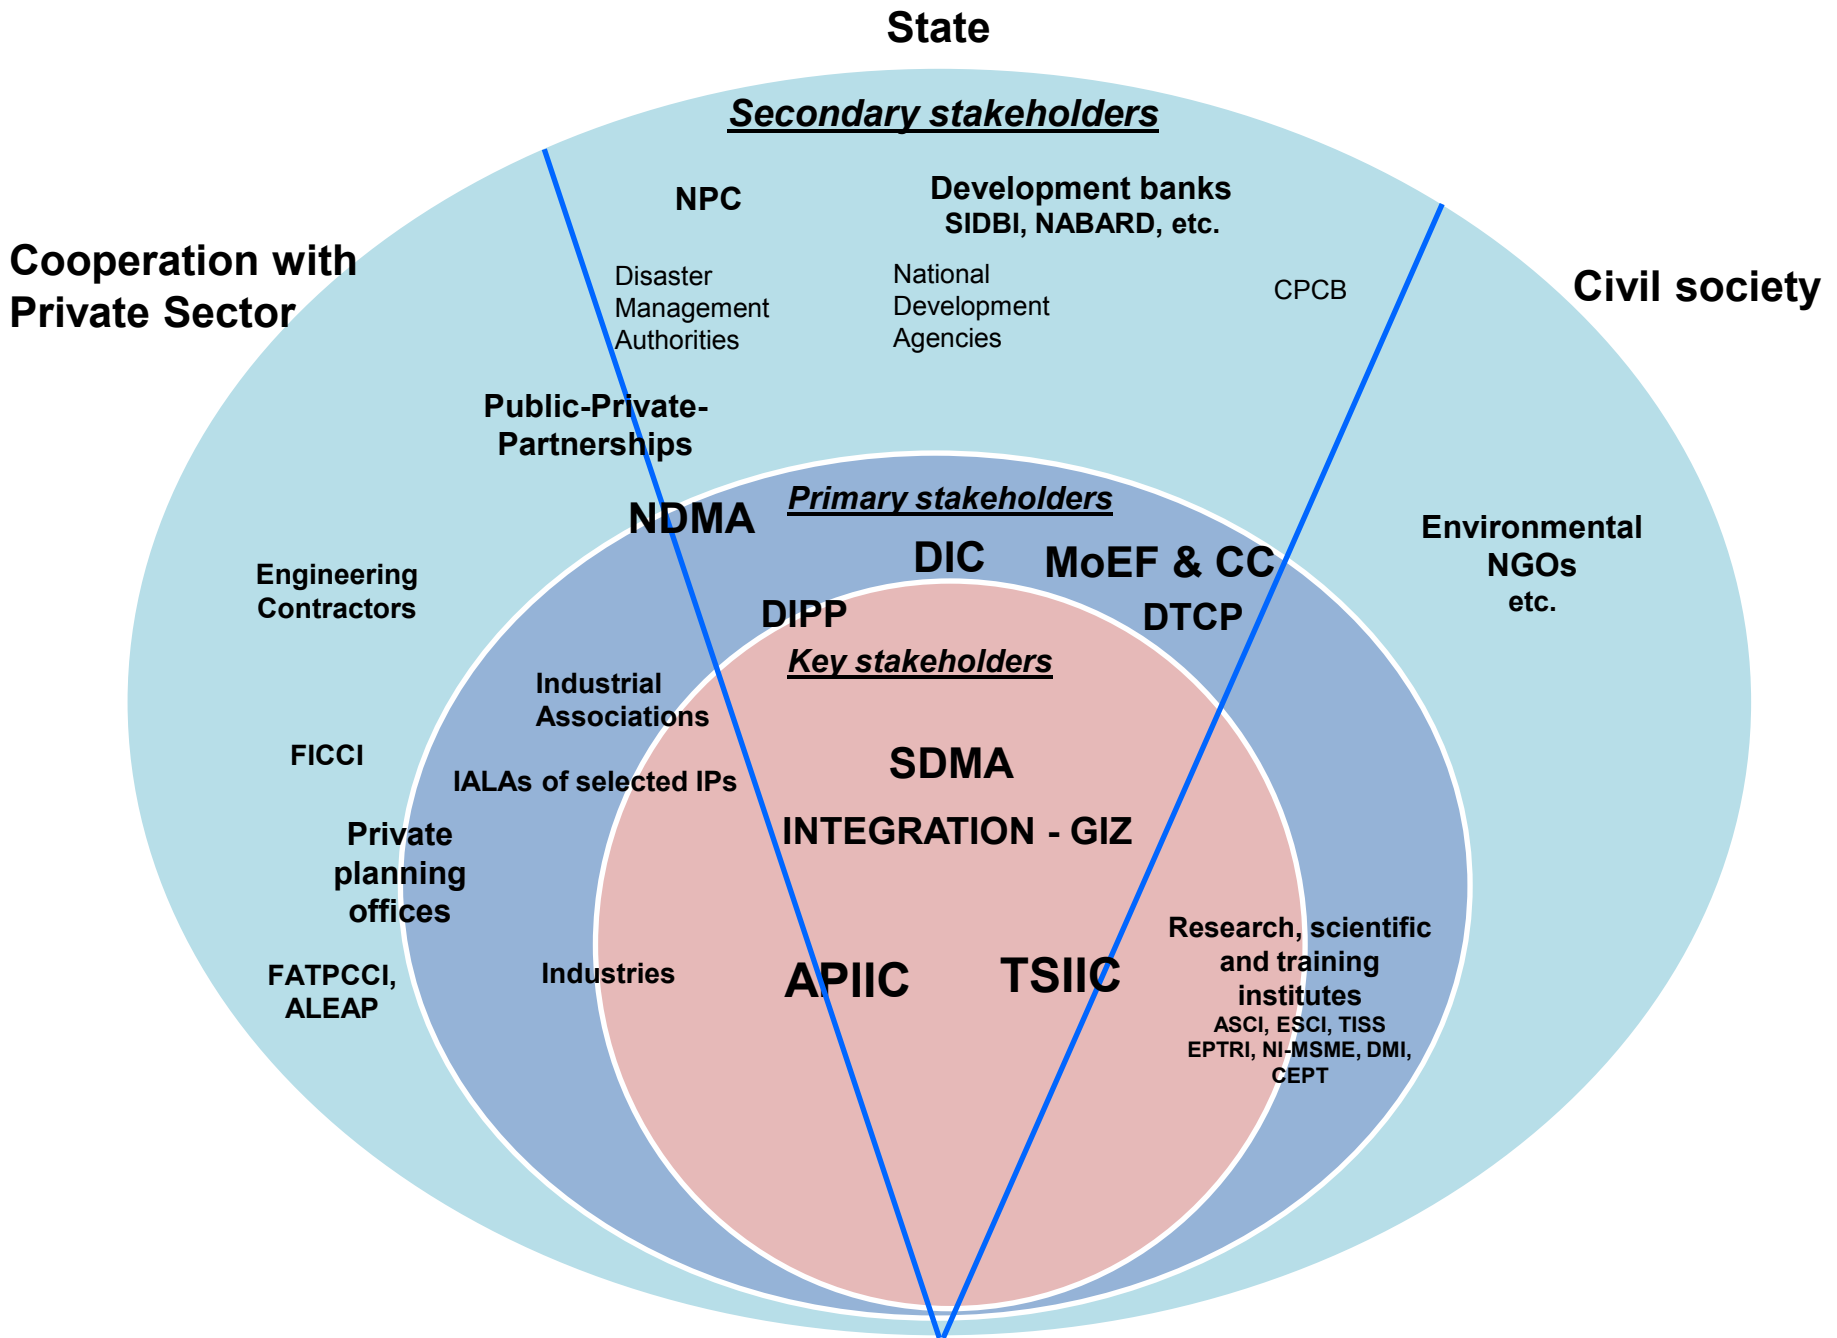 State
Secondary stakeholders
NPC
Development banks
SIDBI, NABARD, etc.
Cooperation with
Private Sector
Disaster
Management
Authorities
National
Development
Agencies
CPCB
Civil society
Public-Private-
Partnerships
Primary stakeholders
NDMA
DIC
MoEF & CC
Environmental
NGOs
etc.
Engineering
Contractors
DIPP
DTCP
Key stakeholders
Industrial
Associations
FICCI
IALAs of selected IPs
SDMA
INTEGRATION - GIZ
Private
planning
offices
FATPCCI,
ALEAP
Industries
APIIC
TSIIC
Research, scientific
and training
institutes
ASCI, ESCI, TISS
EPTRI, NI-MSME, DMI,
CEPT